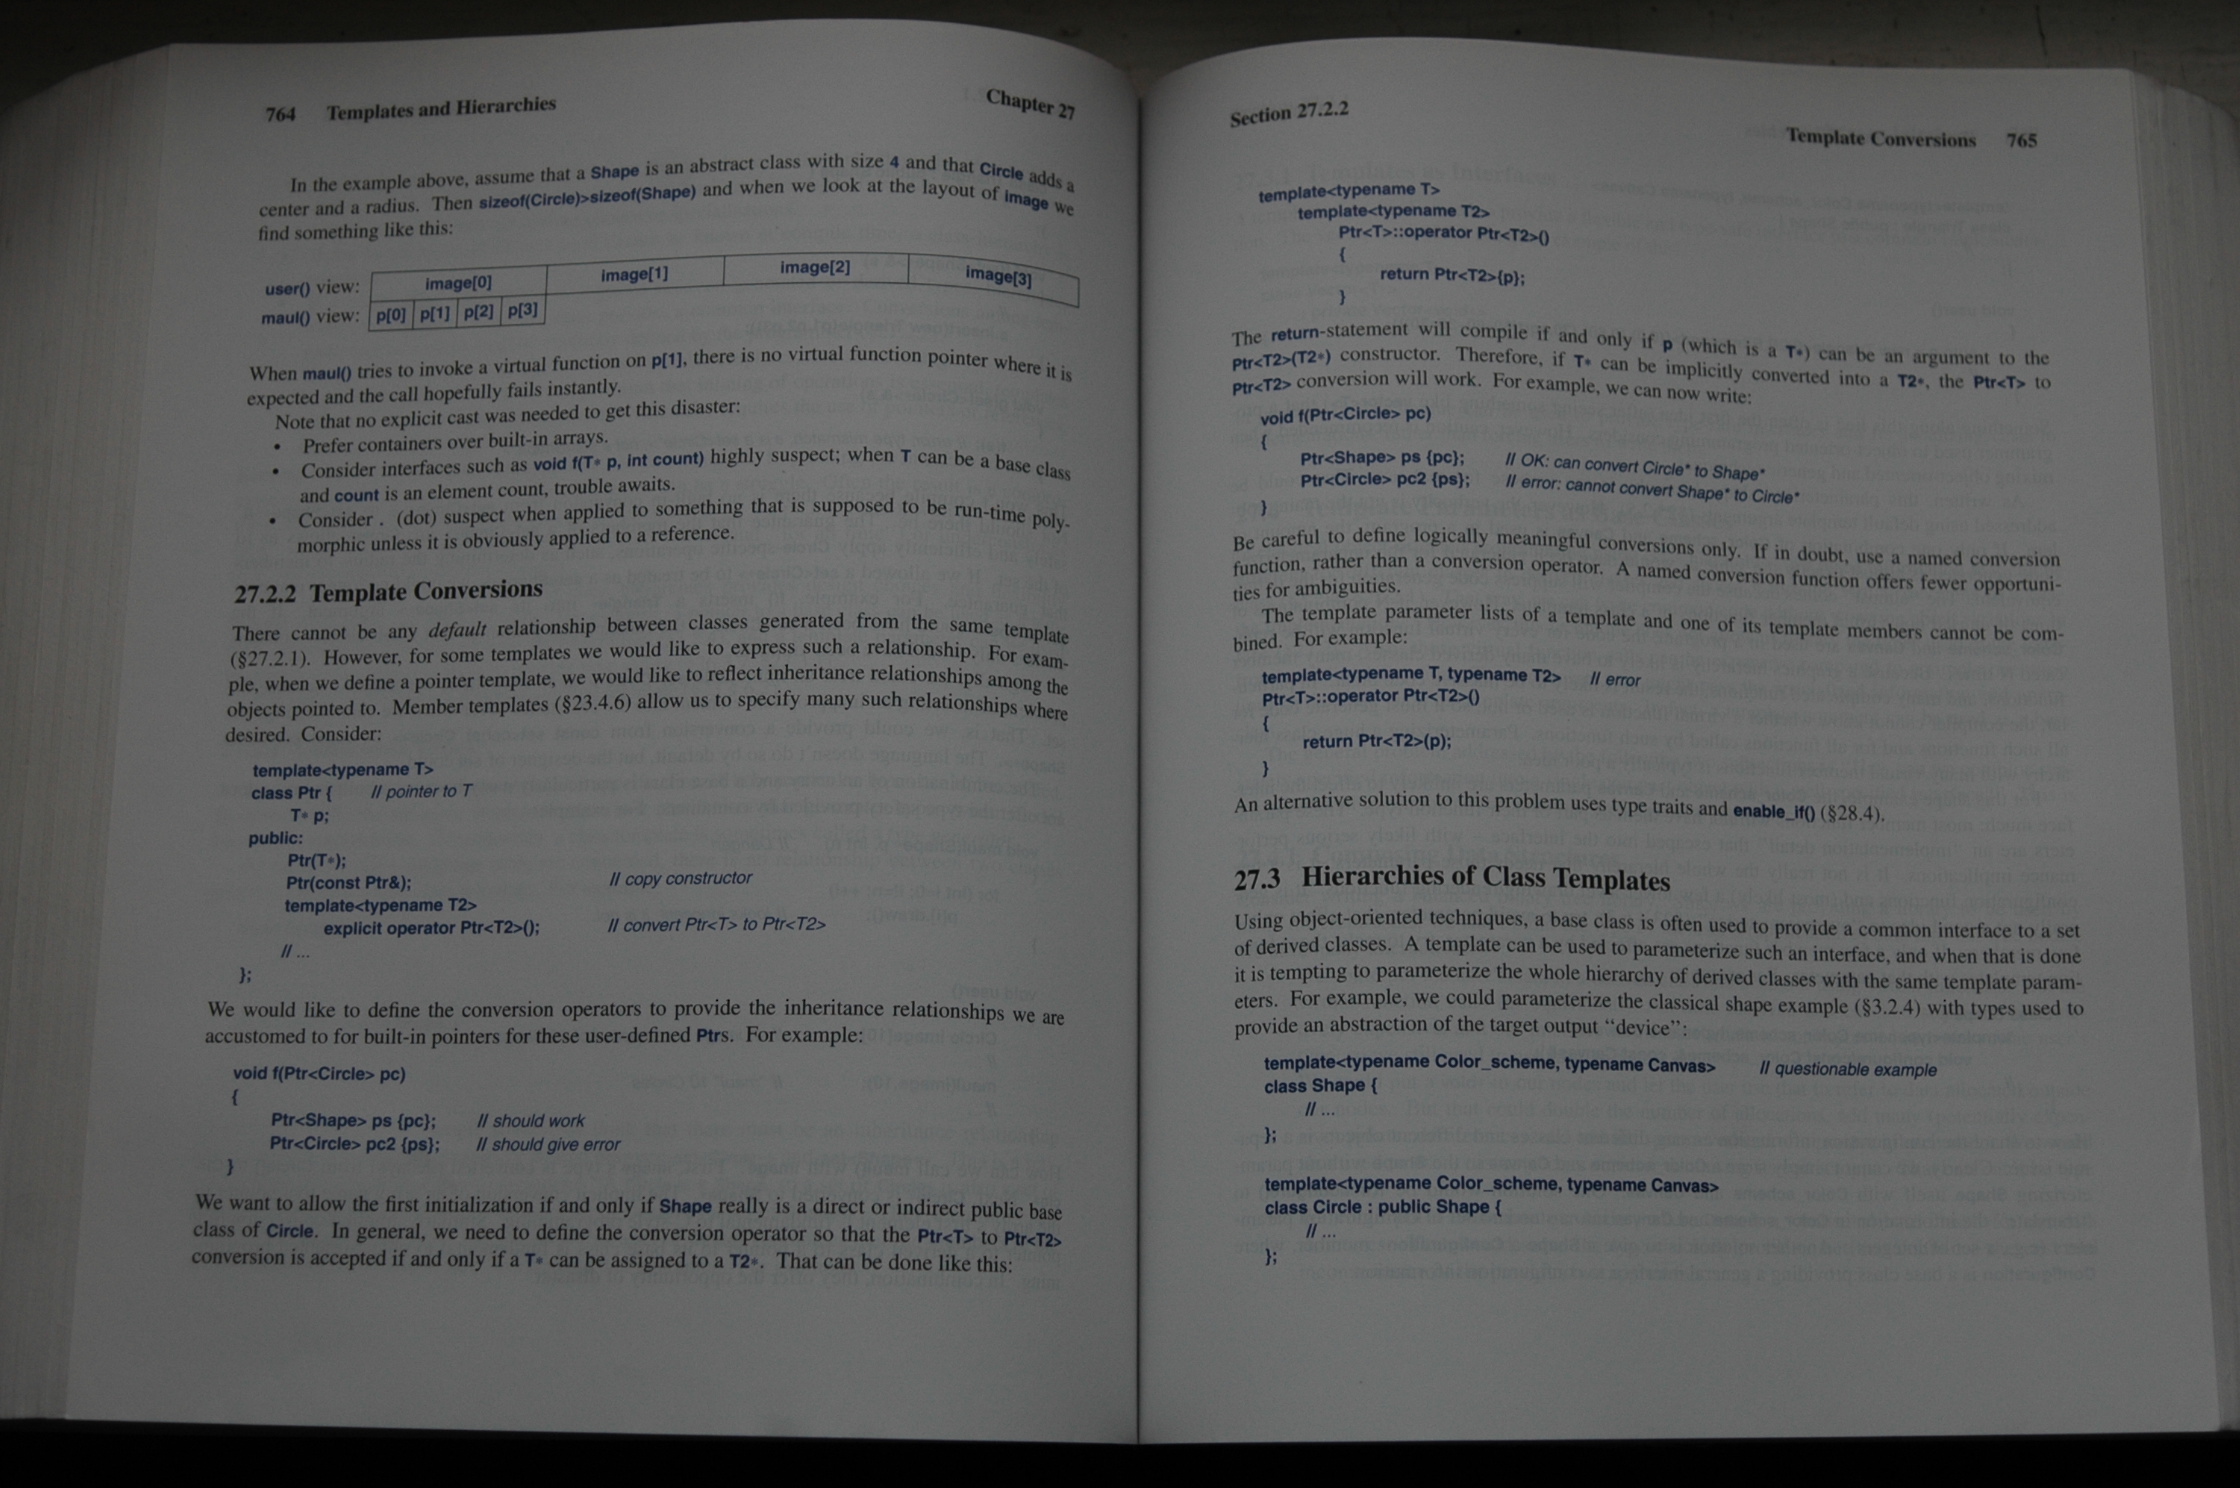 764 Templates and Hierarchies Chapter 27
In the example above, assume that a Shape is an abstract class with size 4 and that Circle adds a
center and a radius. Then sizeof(Circle)>sizeof(Shape) and when we look at the layout of image we
find something like this:
user() view: image[0] image[1] image[2] image[3]
maul() view: p[0] p[1] p[2] p[3]
When maul() tries to invoke a virtual function on p[1], there is no virtual function pointer where it is
expected and the call hopefully fails instantly.
Note that no explicit cast was needed to get this disaster:
• Prefer containers over built-in arrays.
• Consider interfaces such as void f(T* p, int count) highly suspect; when T can be a base class
and count is an element count, trouble awaits.
• Consider . (dot) suspect when applied to something that is supposed to be run-time poly-
morphic unless it is obviously applied to a reference.
27.2.2 Template Conversions
There cannot be any default relationship between classes generated from the same template
(§27.2.1). However, for some templates we would like to express such a relationship. For exam-
ple, when we define a pointer template, we would like to reflect inheritance relationships among the
objects pointed to. Member templates (§23.4.6) allow us to specify many such relationships where
desired. Consider:
template<typename T>
class Ptr { // pointer to T
T* p;
public:
Ptr(T*);
Ptr(const Ptr&); // copy constructor
template<typename T2>
explicit operator Ptr<T2>(); // convert Ptr<T> to Ptr<T2>
// ...
};
We would like to define the conversion operators to provide the inheritance relationships we are
accustomed to for built-in pointers for these user-defined Ptrs. For example:
void f(Ptr<Circle> pc)
{
Ptr<Shape> ps {pc}; // should work
Ptr<Circle> pc2 {ps}; // should give error
}
We want to allow the first initialization if and only if Shape really is a direct or indirect public base
class of Circle. In general, we need to define the conversion operator so that the Ptr<T> to Ptr<T2>
conversion is accepted if and only if a T* can be assigned to a T2*. That can be done like this:
Section 27.2.2 Template Conversions 765
template<typename T>
template<typename T2>
Ptr<T>::operator Ptr<T2>()
{
return Ptr<T2>{p};
}
The return-statement will compile if and only if p (which is a T*) can be an argument to the
Ptr<T2>(T2*) constructor. Therefore, if T* can be implicitly converted into a T2*, the Ptr<T> to
Ptr<T2> conversion will work. For example, we can now write:
void f(Ptr<Circle> pc)
{
Ptr<Shape> ps {pc}; // OK: can convert Circle* to Shape*
Ptr<Circle> pc2 {ps}; // error: cannot convert Shape* to Circle*
}
Be careful to define logically meaningful conversions only. If in doubt, use a named conversion
function, rather than a conversion operator. A named conversion function offers fewer opportuni-
ties for ambiguities.
The template parameter lists of a template and one of its template members cannot be com-
bined. For example:
template<typename T, typename T2> // error
Ptr<T>::operator Ptr<T2>()
{
return Ptr<T2>(p);
}
An alternative solution to this problem uses type traits and enable_if() (§28.4).
27.3 Hierarchies of Class Templates
Using object-oriented techniques, a base class is often used to provide a common interface to a set
of derived classes. A template can be used to parameterize such an interface, and when that is done
it is tempting to parameterize the whole hierarchy of derived classes with the same template param-
eters. For example, we could parameterize the classical shape example (§3.2.4) with types used to
provide an abstraction of the target output “device”:
template<typename Color_scheme, typename Canvas> // questionable example
class Shape {
// ...
};
template<typename Color_scheme, typename Canvas>
class Circle : public Shape {
// ...
};